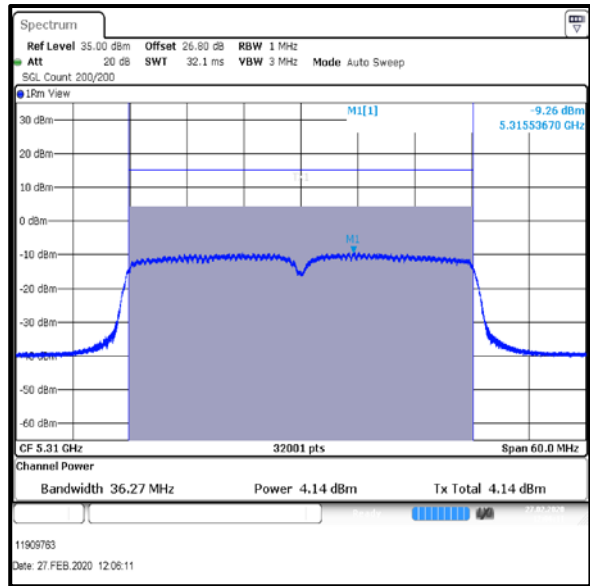 Spectrum
Ref Level 35.00 dBm Offset 26.80 dB RBW 1 MHz
Att 20 dB SWT 32.1 ms VBW 3 MHz Mode Auto Sweep
SGL Count 200/200
1Rm View
M1[1] -9.26 dBm
5.31553670 GHz
30 dBm
20 dBm
10 dBm
0 dBm
M1
-10 dBm
-20 dBm
-30 dBm
-50 dBm
-60 dBm
CF 5.31 GHz 32001 pts Span 60.0 MHz
Channel Power
Bandwidth 36.27 MHz Power 4.14 dBm Tx Total 4.14 dBm
27.02.2020
11909763
Date: 27.FEB.2020 12:06:11